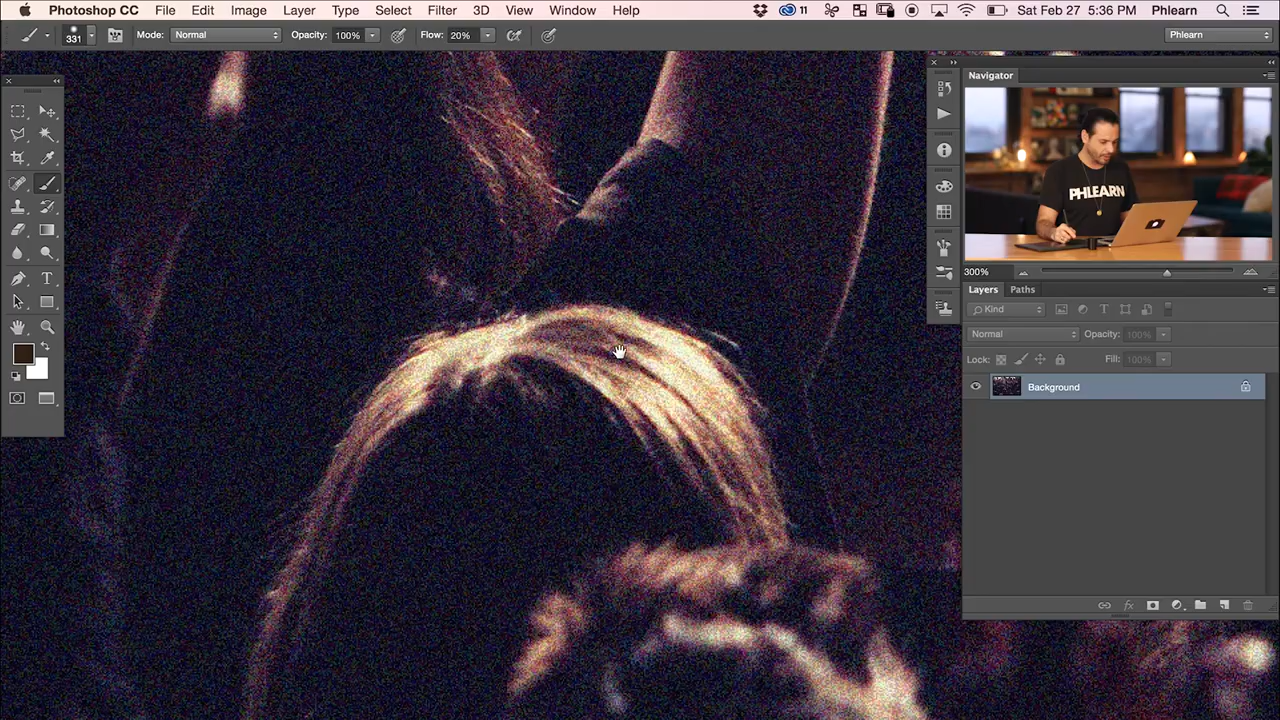 Photoshop CC File Edit Image Layer Type Select Filter 3D View Window Help 11 Sat Feb 27 5:36 PM Phlearn
331 Mode: Normal Opacity: 100% Flow: 20% Phlearn
Navigator
PHLEARN
300%
Layers Paths
Kind
Normal Opacity: 100%
Lock: Fill: 100%
Background
fx